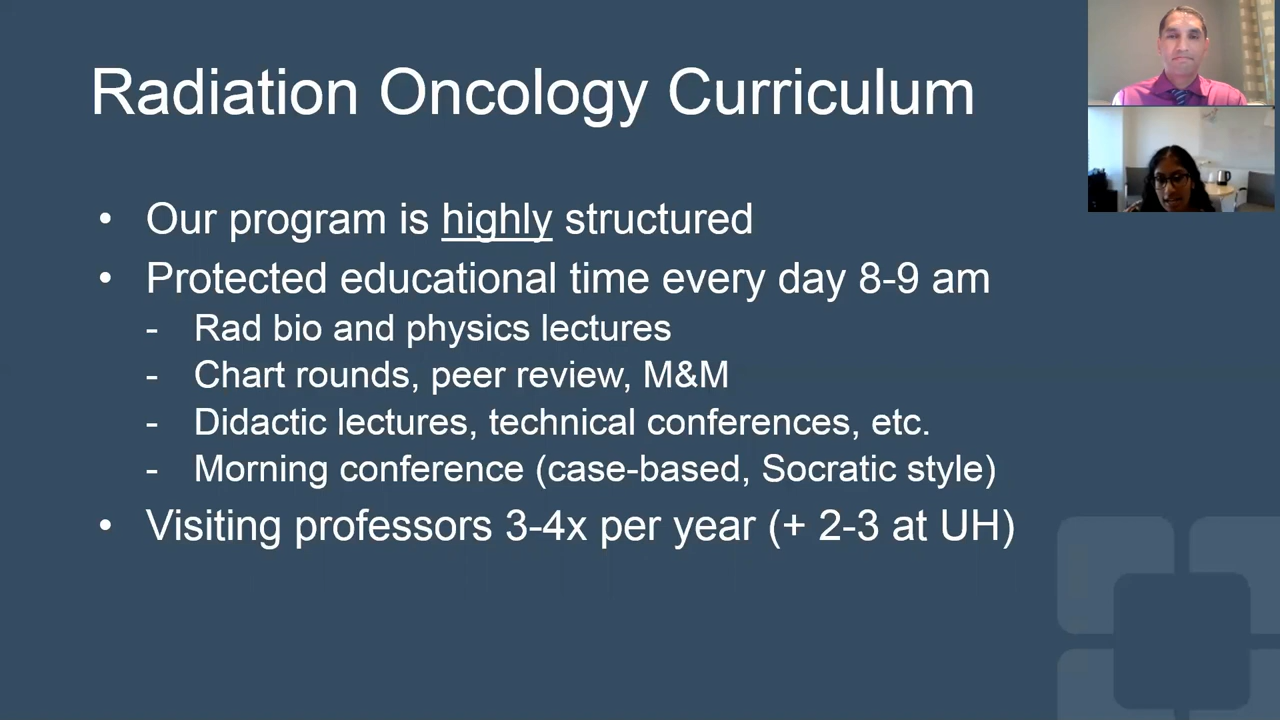 Radiation Oncology Curriculum
• Our program is highly structured
• Protected educational time every day 8-9 am
- Rad bio and physics lectures
- Chart rounds, peer review, M&M
- Didactic lectures, technical conferences, etc.
- Morning conference (case-based, Socratic style)
• Visiting professors 3-4x per year (+ 2-3 at UH)